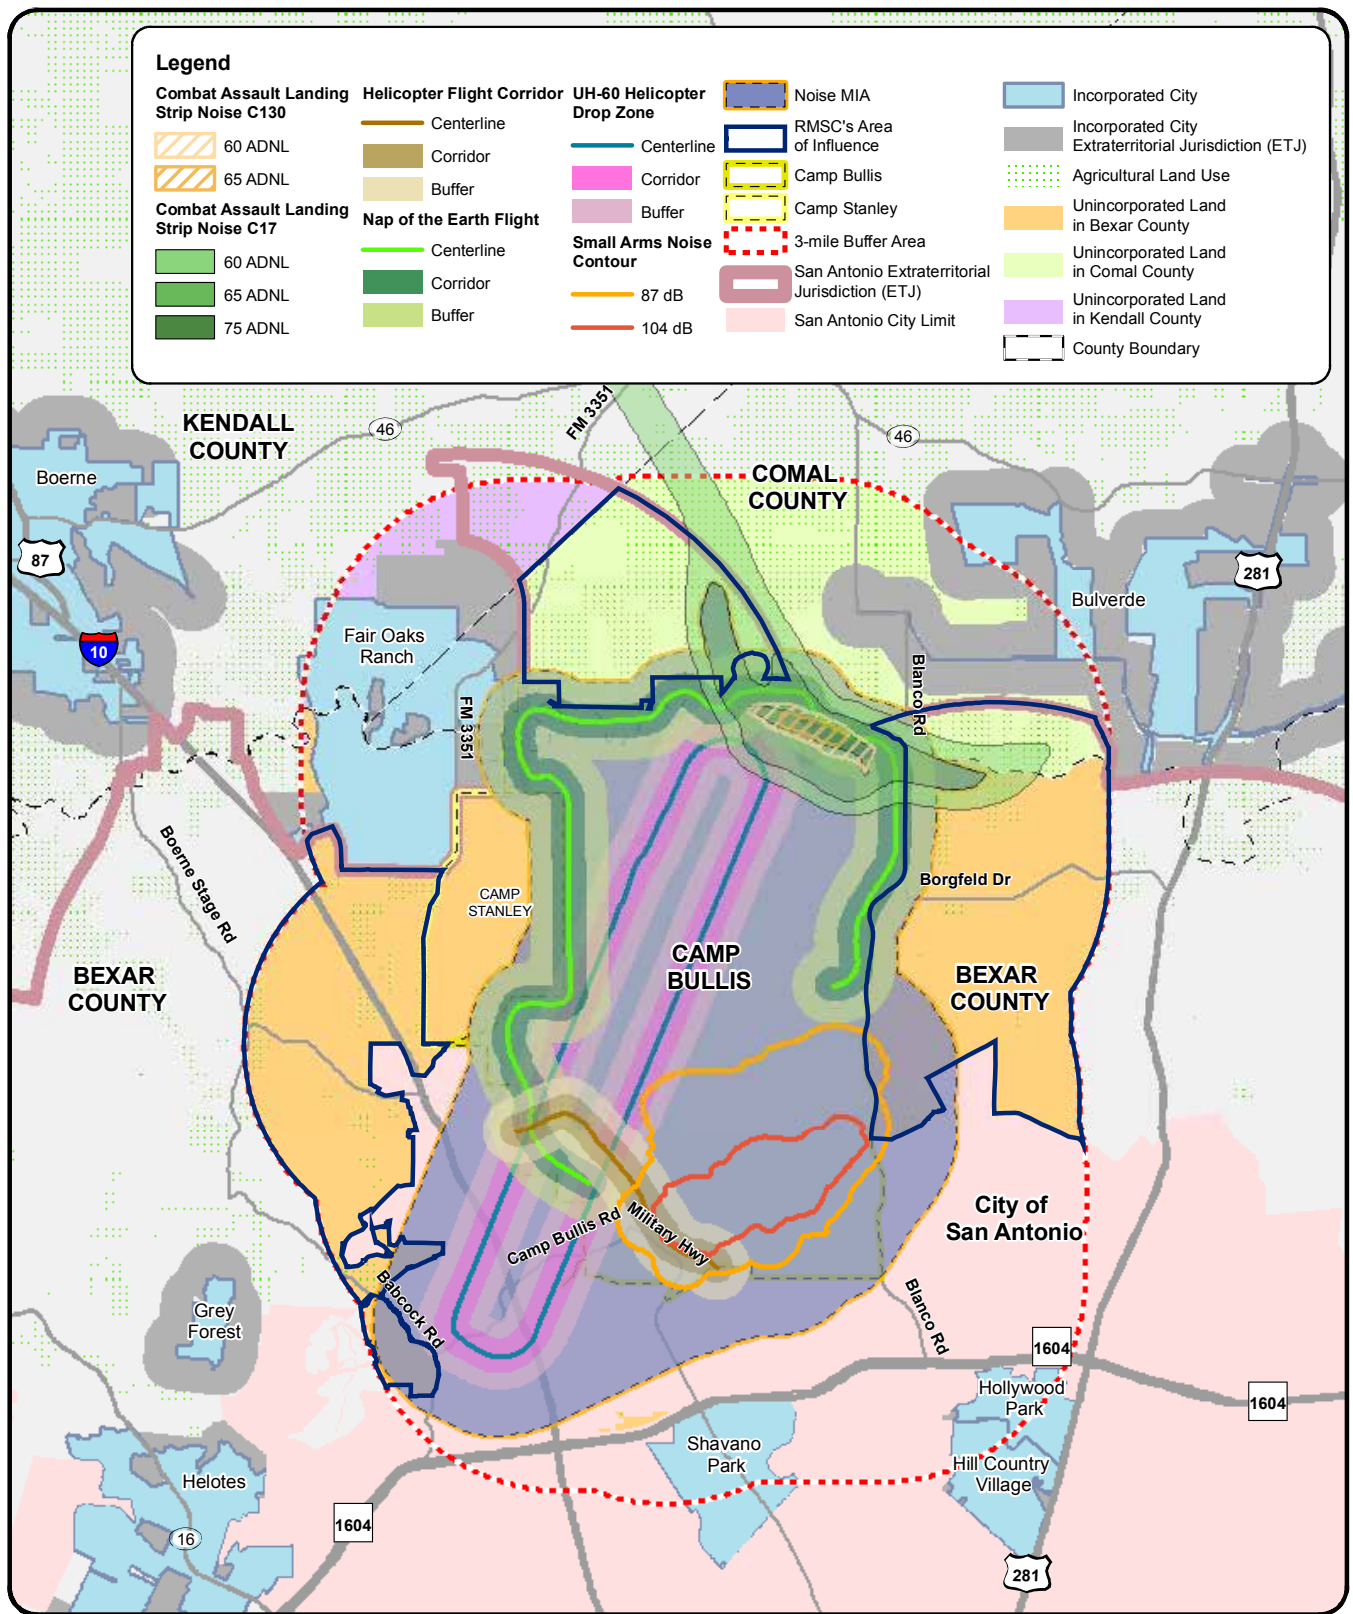 Legend
Combat Assault Landing
Strip Noise C130
60 ADNL
65 ADNL
Combat Assault Landing
Strip Noise C17
60 ADNL
65 ADNL
75 ADNL
Helicopter Flight Corridor
Centerline
Corridor
Buffer
Nap of the Earth Flight
Centerline
Corridor
Buffer
UH-60 Helicopter
Drop Zone
Centerline
Corridor
Buffer
Small Arms Noise
Contour
87 dB
104 dB
Noise MIA
RMSC's Area
of Influence
Camp Bullis
Camp Stanley
3-mile Buffer Area
San Antonio Extraterritorial
Jurisdiction (ETJ)
San Antonio City Limit
Incorporated City
Incorporated City
Extraterritorial Jurisdiction (ETJ)
Agricultural Land Use
Unincorporated Land
in Bexar County
Unincorporated Land
in Comal County
Unincorporated Land
in Kendall County
County Boundary
KENDALL
COUNTY
46
FM 3351
46
COMAL
COUNTY
Boerne
87
281
Bulverde
10
Fair Oaks
Ranch
FM 3351
Blanco Rd
Boerne Stage Rd
CAMP
STANLEY
Borgfeld Dr
CAMP
BULLIS
BEXAR
COUNTY
BEXAR
COUNTY
City of
San Antonio
Camp Bullis Rd
Military Hwy
Babcock Rd
Blanco Rd
Grey
Forest
1604
Hollywood
Park
1604
Shavano
Park
Hill Country
Village
Helotes
1604
16
281